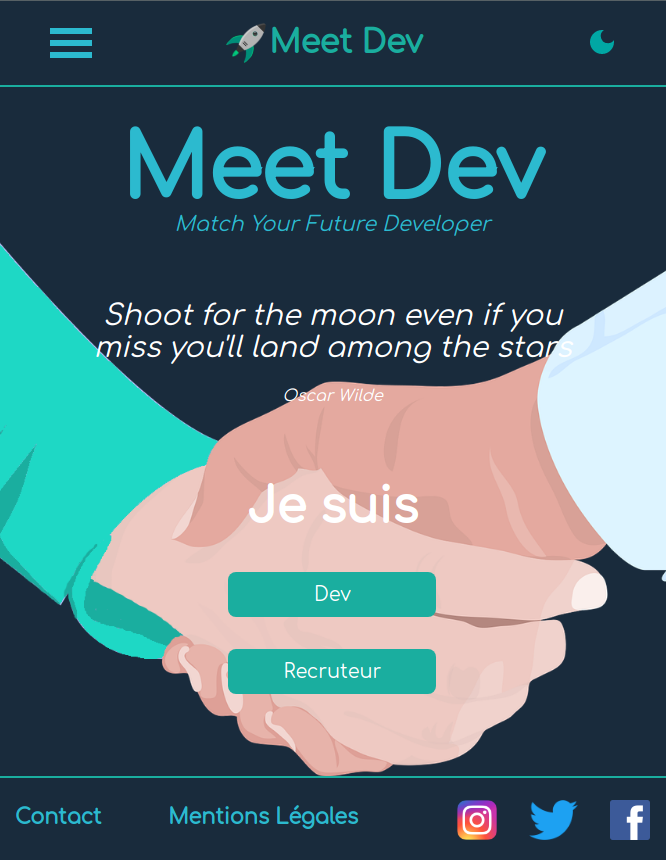 Meet Dev
Meet Dev
Match Your Future Developer
Shoot for the moon even if you
miss you'll land among the stars
Oscar Wilde
Je suis
Dev
Recruteur
Contact
Mentions Légales